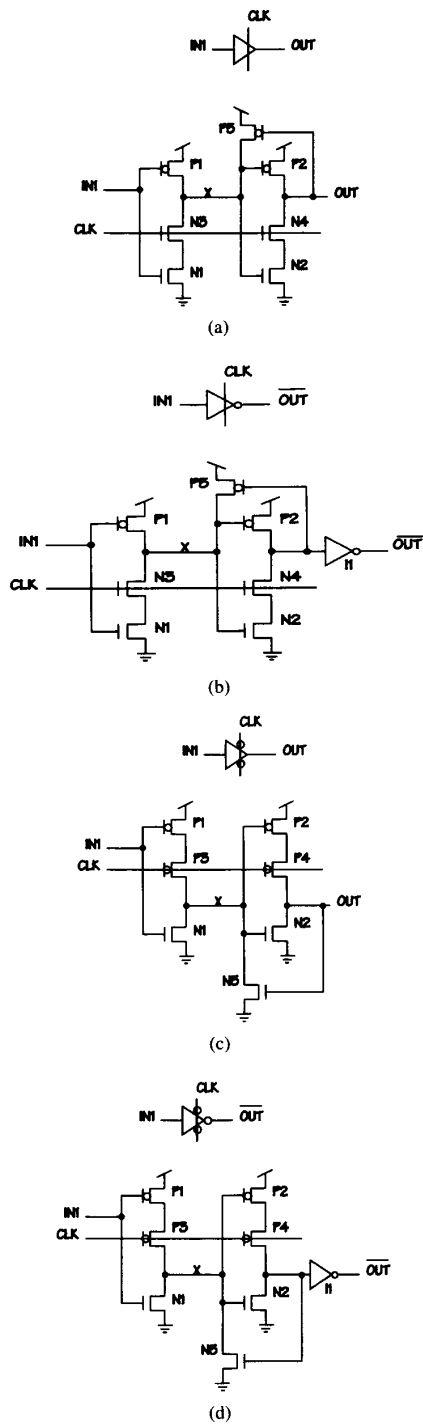 CLK
IN1 OUT
P5
P1 P2
IN1 X OUT
CLK N3 N4
N1 N2
(a)
CLK
IN1 OUT
P5
P1 P2
IN1 X OUT
CLK N3 N4 I1
N1 N2
(b)
CLK
IN1 OUT
P1 P2
IN1
CLK P3 P4
X OUT
N1 N2
N5
(c)
CLK
IN1 OUT
P1 P2
IN1
CLK P3 P4
X OUT
N1 N2 I1
N5
(d)